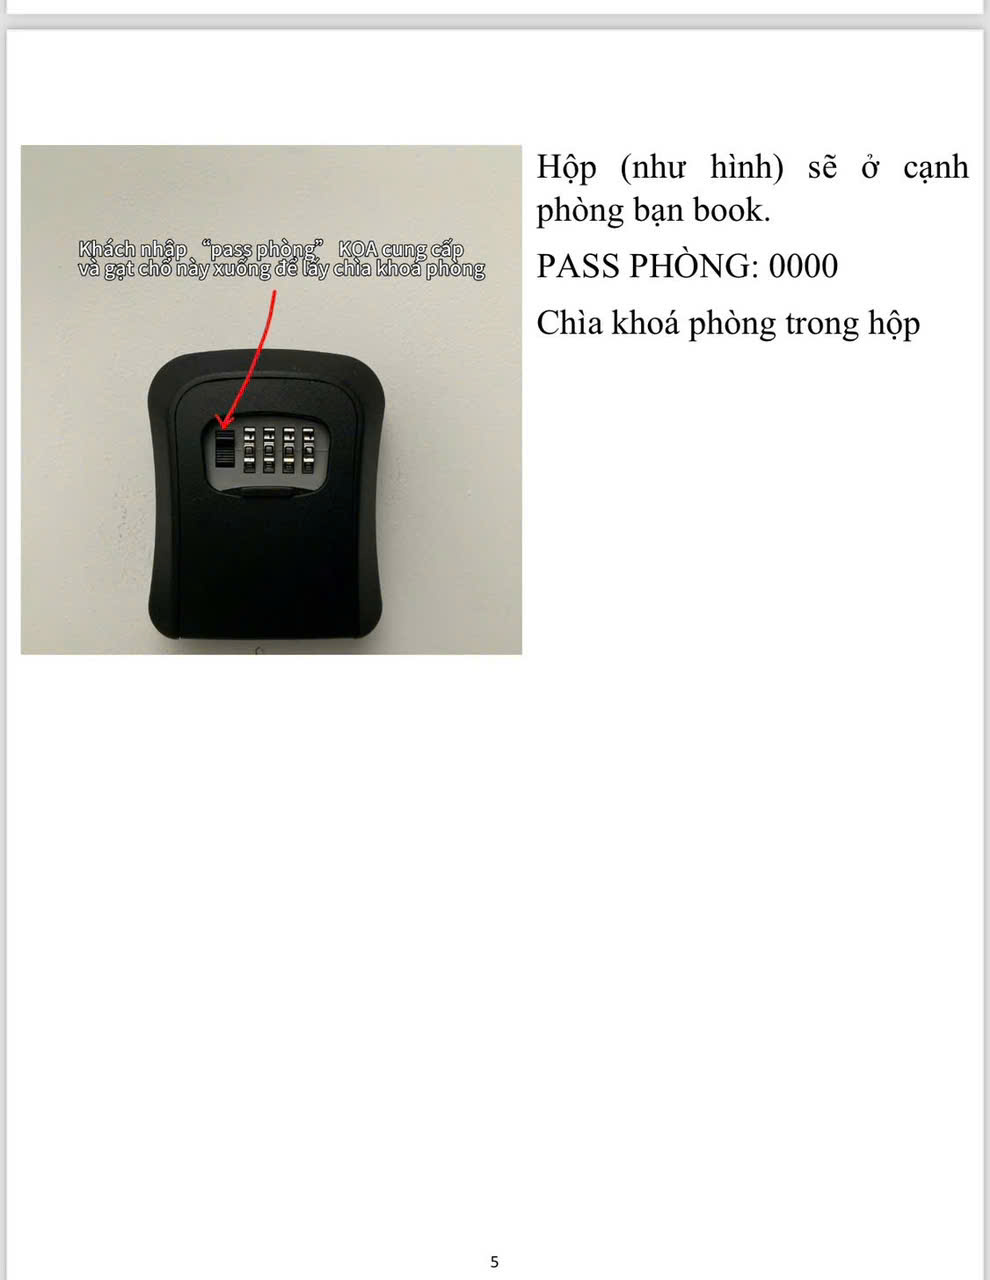 Khách nhập “pass phòng” KOA cung cấp
và gạt chỗ này xuống để lấy chìa khoá phòng
Hộp (như hình) sẽ ở cạnh
phòng bạn book.
PASS PHÒNG: 0000
Chìa khoá phòng trong hộp
5